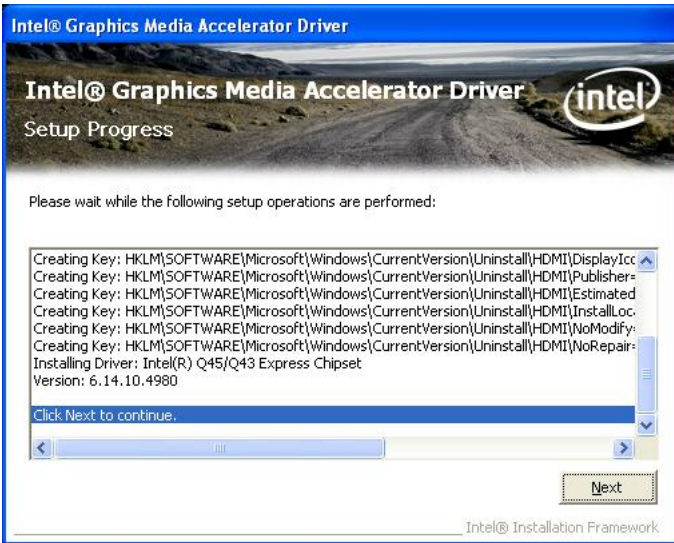 Intel® Graphics Media Accelerator Driver
Intel® Graphics Media Accelerator Driver
intel
Setup Progress
Please wait while the following setup operations are performed:
Creating Key: HKLM\SOFTWARE\Microsoft\Windows\CurrentVersion\Uninstall\HDMI\DisplayIcc
Creating Key: HKLM\SOFTWARE\Microsoft\Windows\CurrentVersion\Uninstall\HDMI\Publisher=
Creating Key: HKLM\SOFTWARE\Microsoft\Windows\CurrentVersion\Uninstall\HDMI\Estimated
Creating Key: HKLM\SOFTWARE\Microsoft\Windows\CurrentVersion\Uninstall\HDMI\InstallLoc
Creating Key: HKLM\SOFTWARE\Microsoft\Windows\CurrentVersion\Uninstall\HDMI\NoModify=
Creating Key: HKLM\SOFTWARE\Microsoft\Windows\CurrentVersion\Uninstall\HDMI\NoRepair=
Installing Driver: Intel(R) Q45/Q43 Express Chipset
Version: 6.14.10.4980
Click Next to continue.
Next
Intel® Installation Framework